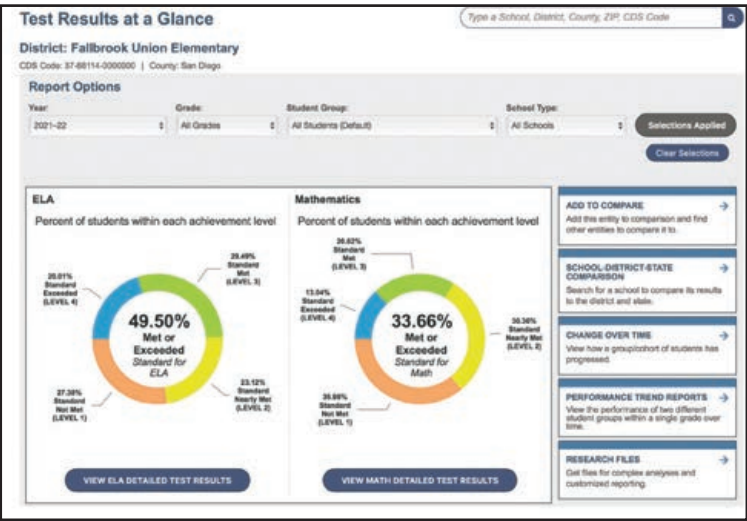 Test Results at a Glance
Type a School, District, County, ZIP, CDS Code
District: Fallbrook Union Elementary
CDS Code: 37-68114-0000000 | County: San Diego
Report Options
Year:
Grade:
Student Group:
School Type:
2021–22
All Grades
All Students (Default)
All Schools
Selections Applied
Clear Selections
ELA
Percent of students within each achievement level
29.49%
Standard
Met
(LEVEL 3)
20.01%
Standard
Exceeded
(LEVEL 4)
49.50%
Met or
Exceeded
Standard for
ELA
27.38%
Standard
Not Met
(LEVEL 1)
23.12%
Standard
Nearly Met
(LEVEL 2)
VIEW ELA DETAILED TEST RESULTS
Mathematics
Percent of students within each achievement level
20.62%
Standard
Met
(LEVEL 3)
13.04%
Standard
Exceeded
(LEVEL 4)
33.66%
Met or
Exceeded
Standard for
Math
30.36%
Standard
Nearly Met
(LEVEL 2)
35.98%
Standard
Not Met
(LEVEL 1)
VIEW MATH DETAILED TEST RESULTS
ADD TO COMPARE
Add this entity to comparison and find
other entities to compare it to.
SCHOOL-DISTRICT-STATE
COMPARISON
Search for a school to compare its results
to the district and state.
CHANGE OVER TIME
View how a group/cohort of students has
progressed.
PERFORMANCE TREND REPORTS
View the performance of two different
student groups within a single grade over
time.
RESEARCH FILES
Get files for complex analyses and
customized reporting.